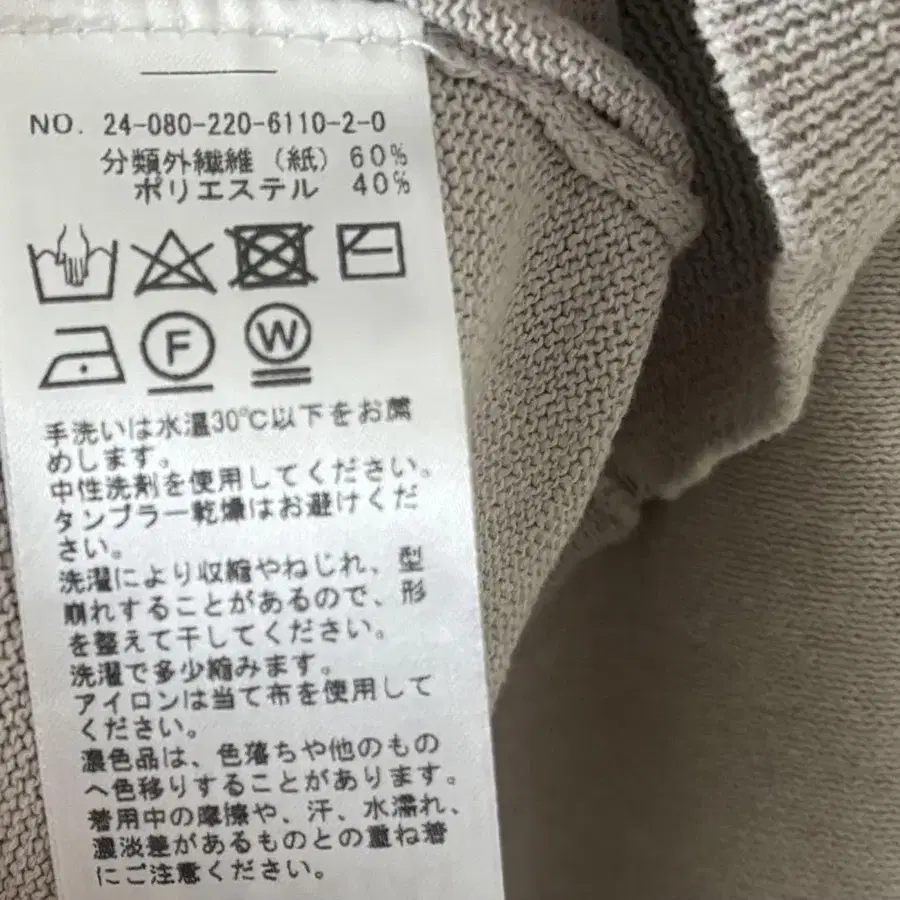 NO. 24-080-220-6110-2-0
分類外繊維（紙）60%
ポリエステル 40%
F W
手洗いは水温30℃以下をお薦
めします。
中性洗剤を使用してください。
タンブラー乾燥はお避けくだ
さい。
洗濯により収縮やねじれ、型
崩れすることがあるので、形
を整えて干してください。
洗濯で多少縮みます。
アイロンは当て布を使用して
ください。
濃色品は、色落ちや他のもの
へ色移りすることがあります。
着用中の摩擦や、汗、水濡れ、
濃淡差があるものとの重ね着
にご注意ください。